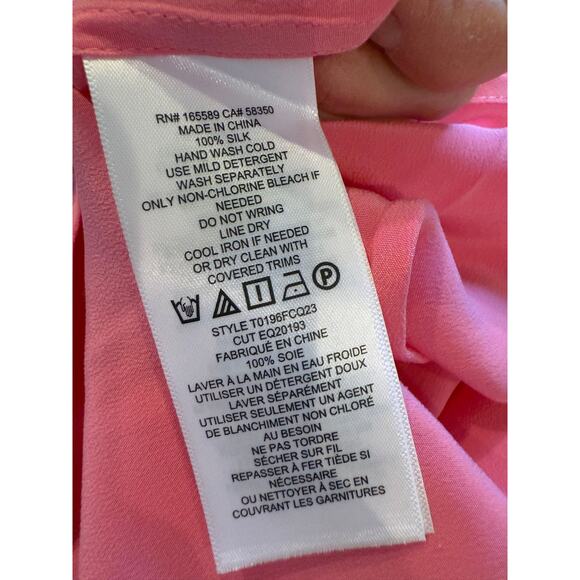 RN# 165589 CA# 58350
MADE IN CHINA
100% SILK
HAND WASH COLD
USE MILD DETERGENT
WASH SEPARATELY
ONLY NON-CHLORINE BLEACH IF
NEEDED
DO NOT WRING
LINE DRY
COOL IRON IF NEEDED
OR DRY CLEAN WITH
COVERED TRIMS
P
STYLE T0196FCQ23
CUT EQ20193
FABRIQUÉ EN CHINE
100% SOIE
LAVER À LA MAIN EN EAU FROIDE
UTILISER UN DÉTERGENT DOUX
LAVER SÉPARÉMENT
UTILISER SEULEMENT UN AGENT
DE BLANCHIMENT NON CHLORÉ
AU BESOIN
NE PAS TORDRE
SÉCHER SUR FIL
REPASSER À FER TIÈDE SI
NÉCESSAIRE
OU NETTOYER À SEC EN
COUVRANT LES GARNITURES